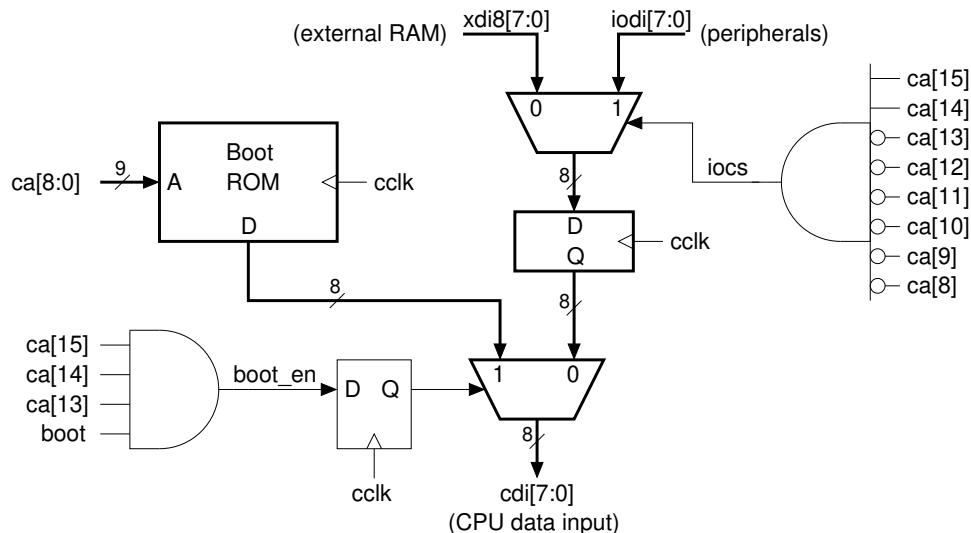 xdi8[7:0] iodi[7:0]
(external RAM) (peripherals)
0 1
ca[15]
ca[14]
ca[13]
ca[12]
ca[11]
ca[10]
ca[9]
ca[8]
iocs_
Boot
ROM
ca[8:0] 9 A cclk
D
8
D
Q
cclk
8
8
ca[15]
ca[14]
ca[13]
boot
boot_en
D Q
cclk
1 0
8
cdi[7:0]
(CPU data input)